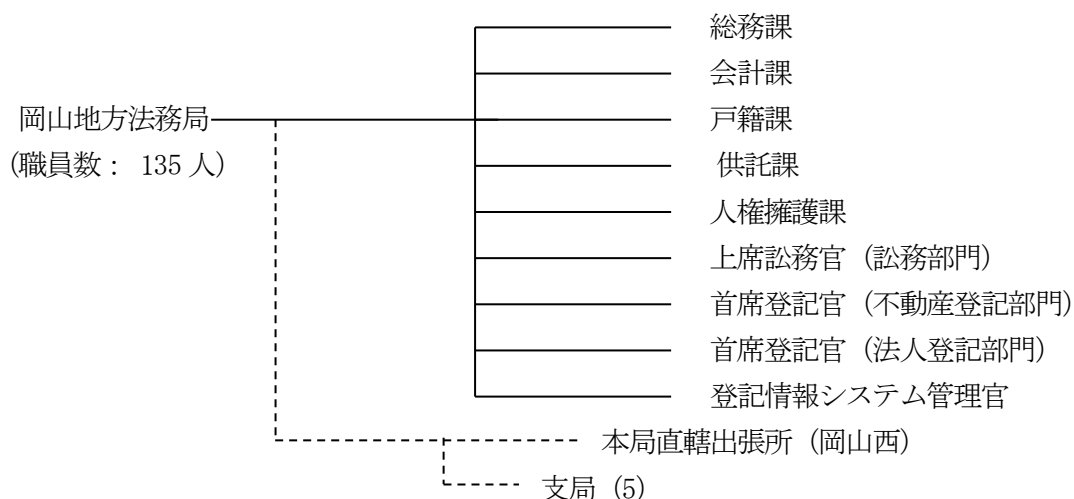 総務課
会計課
岡山地方法務局
戸籍課
(職員数： 135 人)
供託課
人権擁護課
上席訟務官（訟務部門）
首席登記官（不動産登記部門）
首席登記官（法人登記部門）
登記情報システム管理官
本局直轄出張所（岡山西）
支局（5）